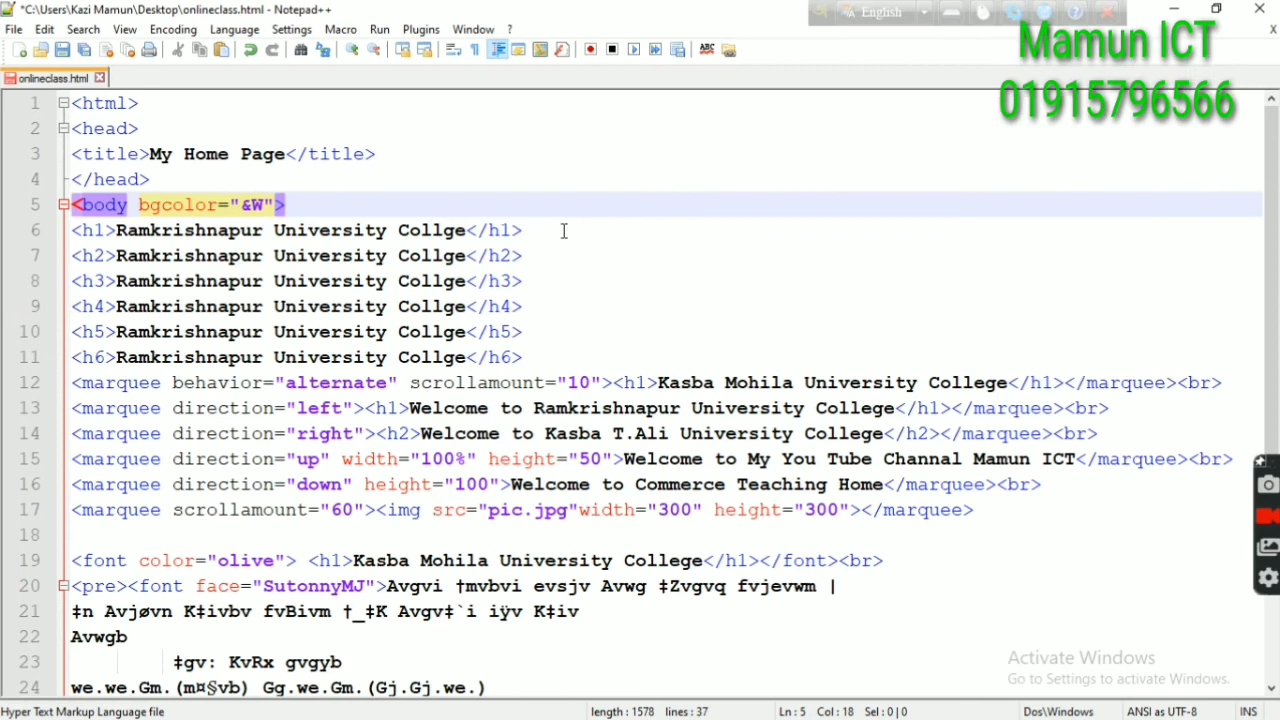 *C:\Users\Kazi Mamun\Desktop\onlineclass.html - Notepad++
English
File Edit Search View Encoding Language Settings Macro Run Plugins Window ?
X
Mamun ICT
01915796566
onlineclass.html
1 <html>
2 <head>
3 <title>My Home Page</title>
4 </head>
5 <body bgcolor="&W">
6 <h1>Ramkrishnapur University Collge</h1>
7 <h2>Ramkrishnapur University Collge</h2>
8 <h3>Ramkrishnapur University Collge</h3>
9 <h4>Ramkrishnapur University Collge</h4>
10 <h5>Ramkrishnapur University Collge</h5>
11 <h6>Ramkrishnapur University Collge</h6>
12 <marquee behavior="alternate" scrollamount="10"><h1>Kasba Mohila University College</h1></marquee><br>
13 <marquee direction="left"><h1>Welcome to Ramkrishnapur University College</h1></marquee><br>
14 <marquee direction="right"><h2>Welcome to Kasba T.Ali University College</h2></marquee><br>
15 <marquee direction="up" width="100%" height="50">Welcome to My You Tube Channal Mamun ICT</marquee><br>
16 <marquee direction="down" height="100">Welcome to Commerce Teaching Home</marquee><br>
17 <marquee scrollamount="60"><img src="pic.jpg"width="300" height="300"></marquee>
18
19 <font color="olive"> <h1>Kasba Mohila University College</h1></font><br>
20 <pre><font face="SutonnyMJ">Avgvi †mvbvi evsjv Avwg ‡Zvgvq fvjevwm |
21 ‡n Avjøvn K‡ivbv fvBivm †_‡K Avgv‡`i iÿv K‡iv
22 Avwgb
23 ‡gv: KvRx gvgyb
24 we.we.Gm.(m¤§vb) Gg.we.Gm.(Gj.Gj.we.)
Activate Windows
Go to Settings to activate Windows.
Hyper Text Markup Language file length : 1578 lines : 37 Ln : 5 Col : 18 Sel : 0 | 0 Dos\Windows ANSI as UTF-8 INS